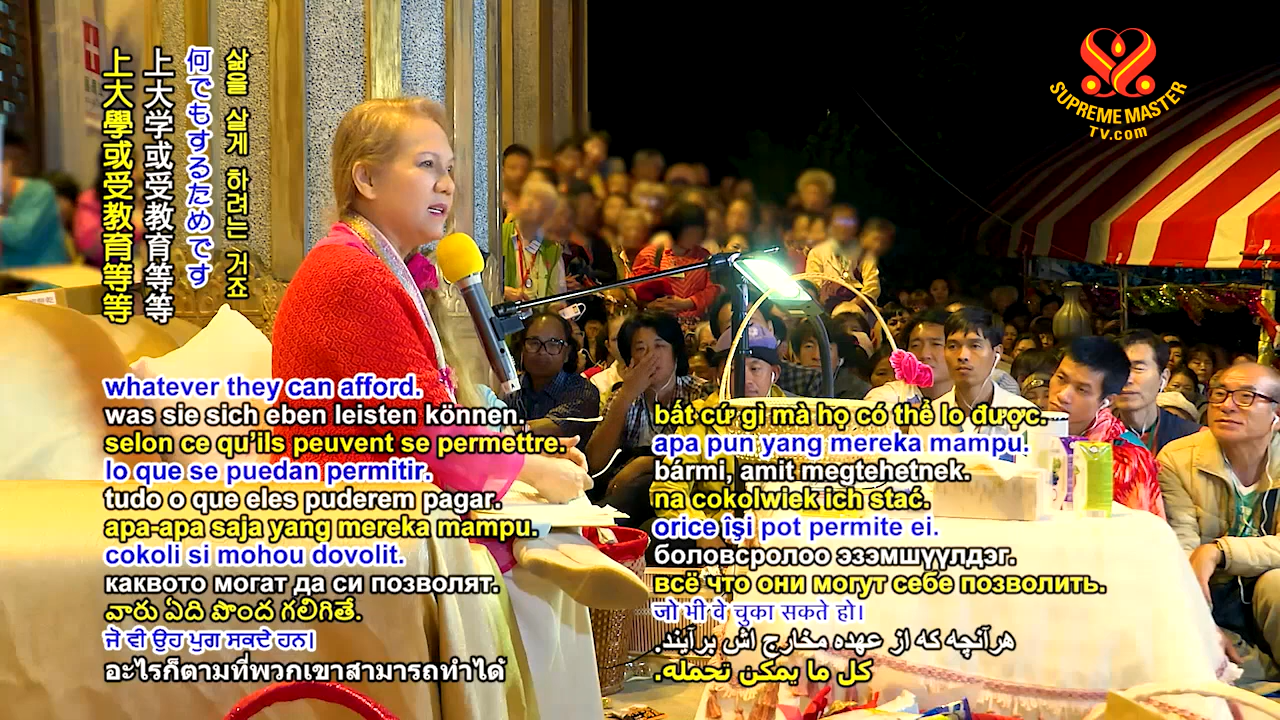 上大學或受教育等等
上大学或受教育等等
何でもするためです
삶을 살게 하려는 거죠
SUPREME MASTER
TV.com
whatever they can afford.
was sie sich eben leisten können.
selon ce qu'ils peuvent se permettre.
lo que se puedan permitir.
tudo o que eles puderem pagar.
apa-apa saja yang mereka mampu.
cokoli si mohou dovolit.
каквото могат да си позволят.
వారు ఏది పొంద గలిగితే.
ਜੋ ਵੀ ਉਹ ਪੁਗ ਸਕਦੇ ਹਨ।
อะไรก็ตามที่พวกเขาสามารถทำได้
bất cứ gì mà họ có thể lo được.
apa pun yang mereka mampu.
bármi, amit megtehetnek.
na cokolwiek ich stać.
orice îşi pot permite ei.
боловсролоо эзэмшүүлдэг.
всё что они могут себе позволить.
जो भी वे चुका सकते हो।
هرآنچه که از عهده مخارج اش برآیند.
كل ما يمكن تحمله.